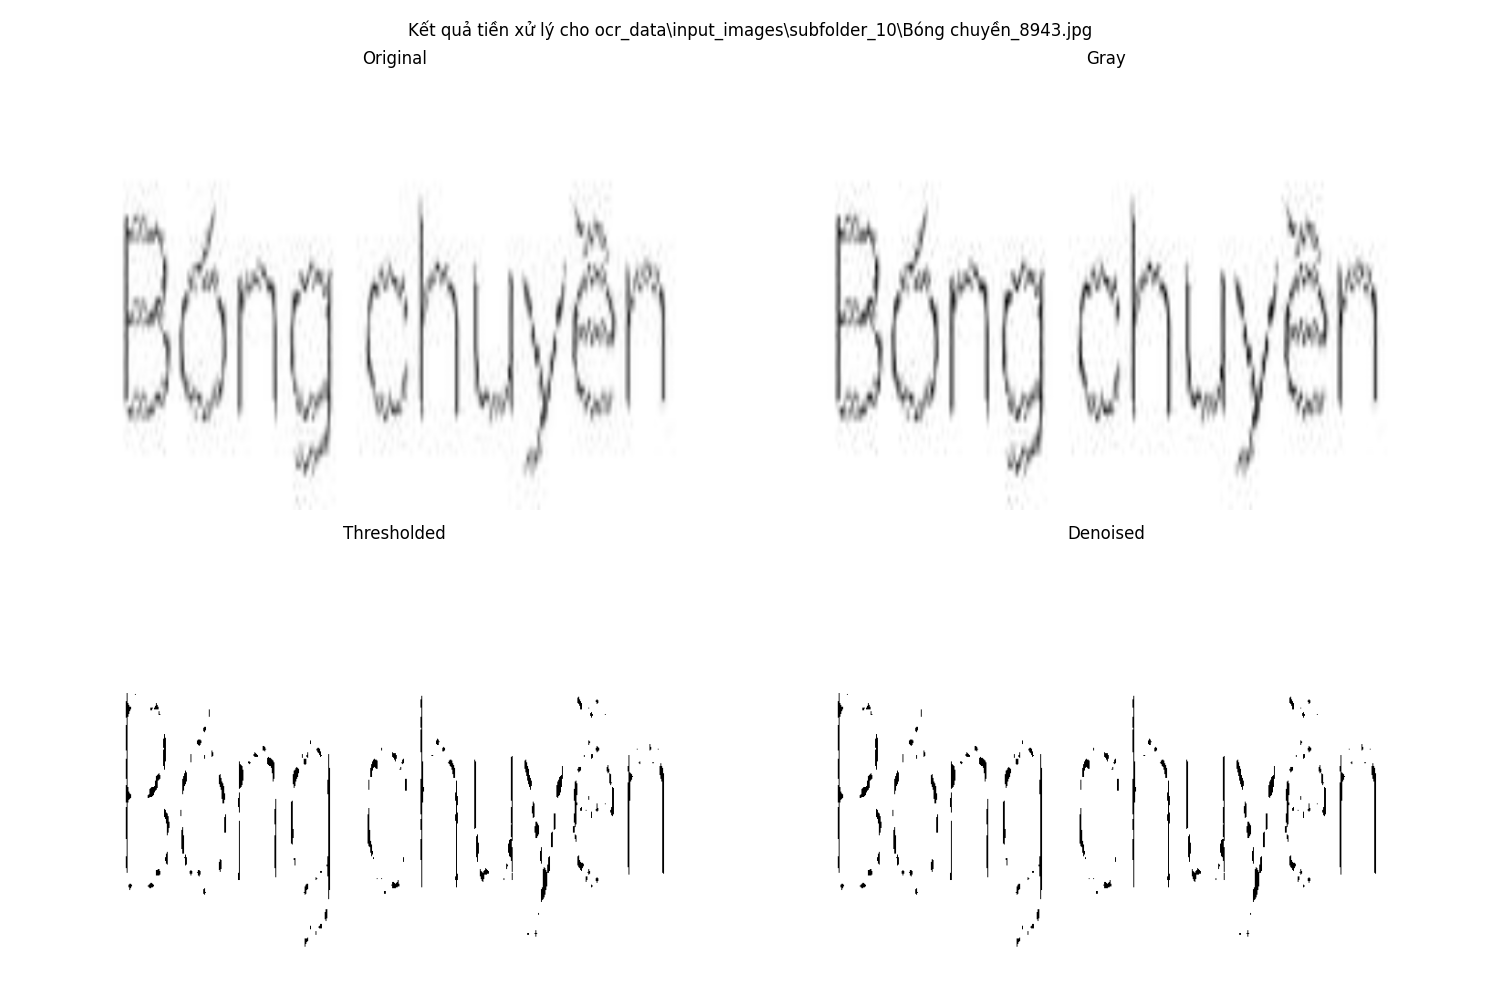 Kết quả tiền xử lý cho ocr_data\input_images\subfolder_10\Bóng chuyền_8943.jpg
Original
Gray
Bóng chuyền
Bóng chuyền
Thresholded
Denoised
Bóng chuyền
Bóng chuyền